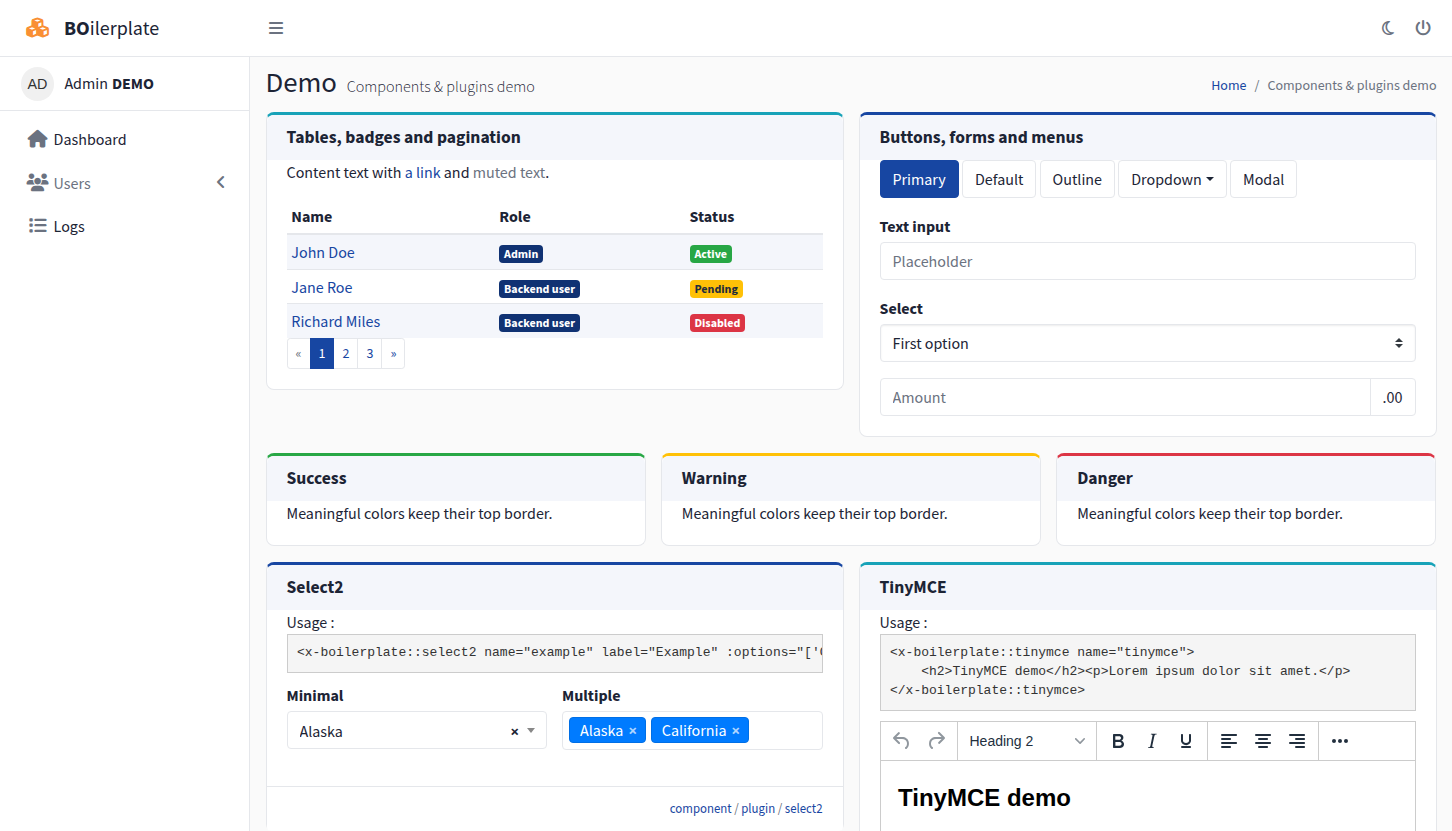 BOilerplate
AD Admin DEMO
Dashboard
Users
Logs
Demo Components & plugins demo
Home / Components & plugins demo
Tables, badges and pagination
Content text with a link and muted text.
Name Role Status
John Doe Admin Active
Jane Roe Backend user Pending
Richard Miles Backend user Disabled
« 1 2 3 »
Buttons, forms and menus
Primary Default Outline Dropdown Modal
Text input
Placeholder
Select
First option
Amount .00
Success
Meaningful colors keep their top border.
Warning
Meaningful colors keep their top border.
Danger
Meaningful colors keep their top border.
Select2
Usage :
<x-boilerplate::select2 name="example" label="Example" :options="['
Minimal Multiple
Alaska × Alaska × California ×
component / plugin / select2
TinyMCE
Usage :
<x-boilerplate::tinymce name="tinymce">
    <h2>TinyMCE demo</h2><p>Lorem ipsum dolor sit amet.</p>
</x-boilerplate::tinymce>
Heading 2 B I U
TinyMCE demo